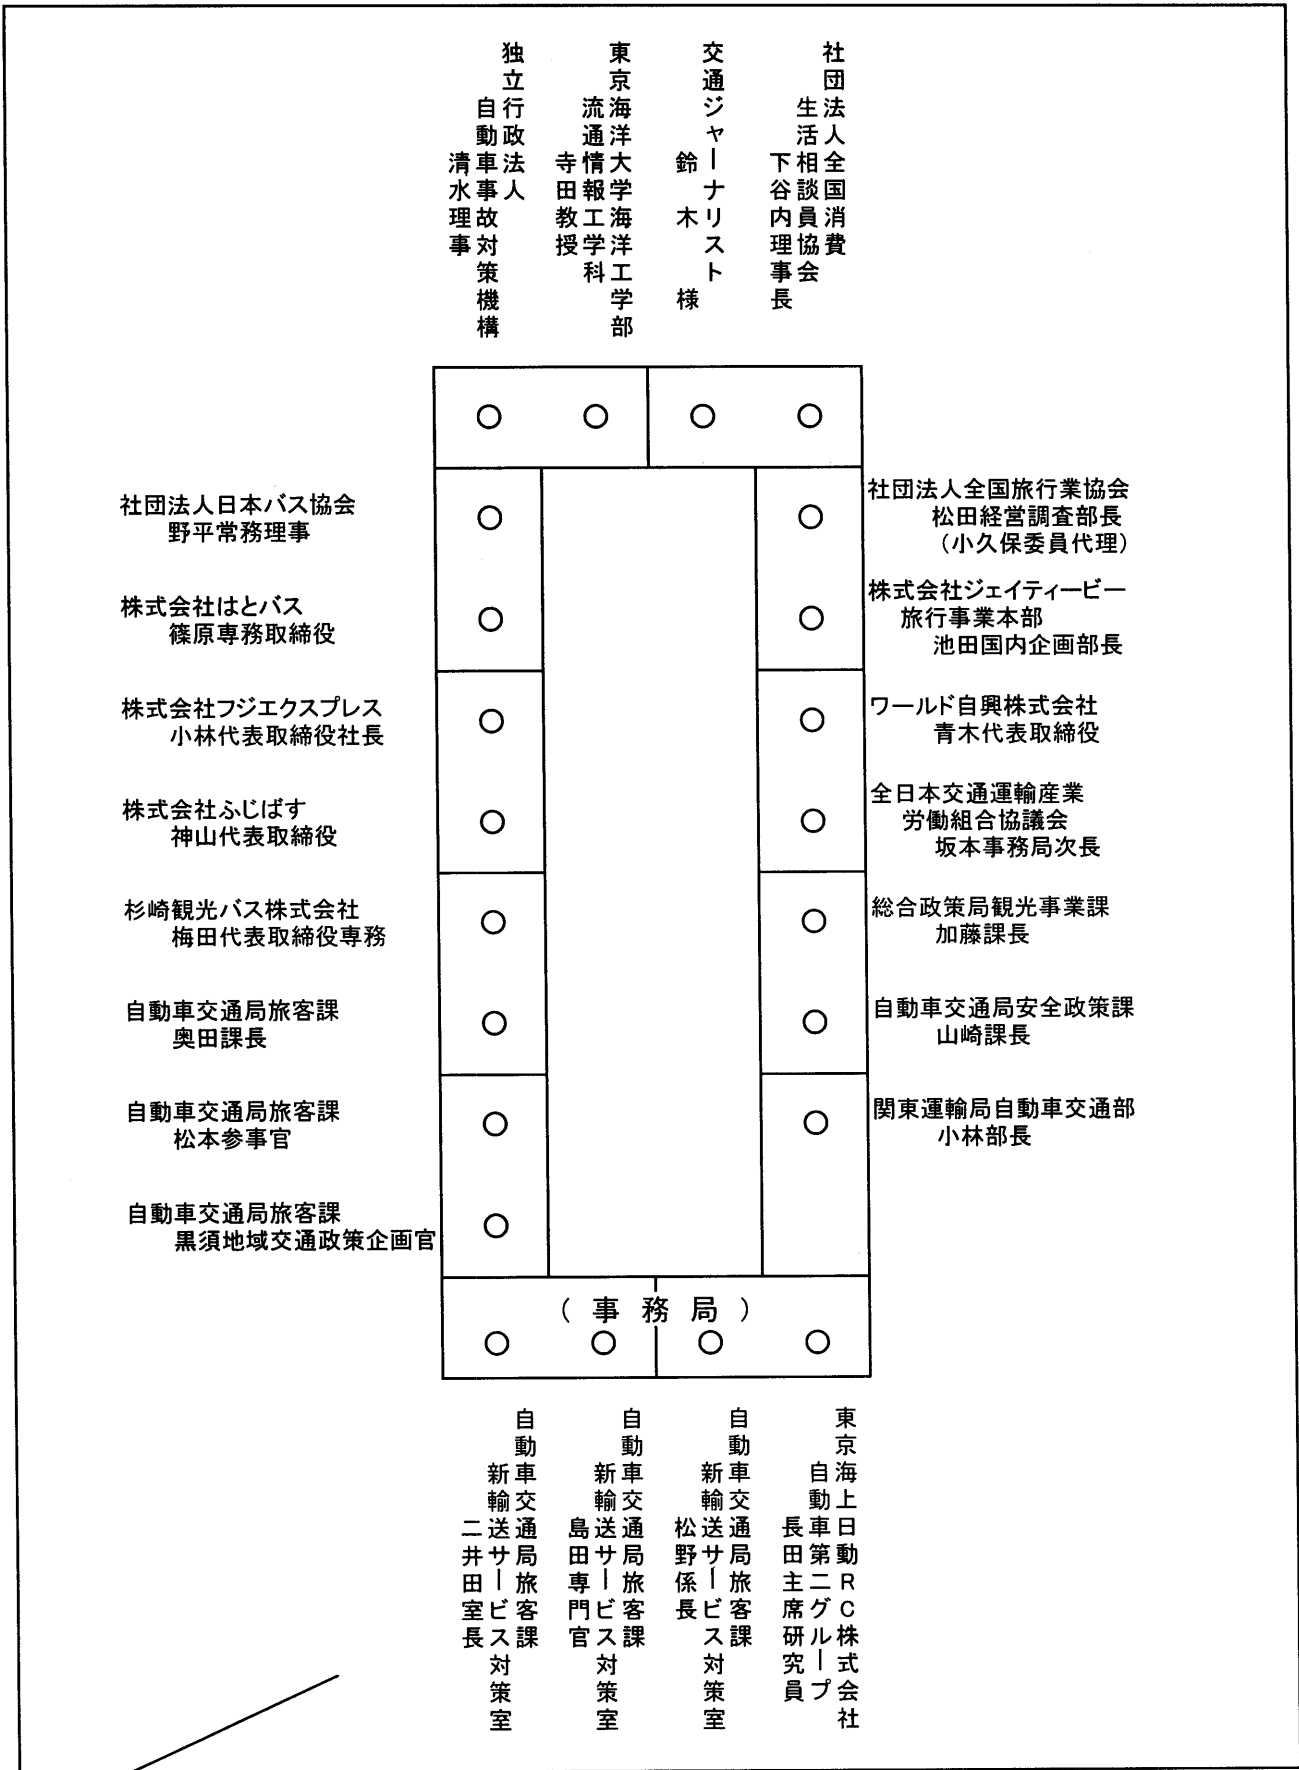 社団法人全国消費
生活相談員協会
下谷内理事長
交通ジャーナリスト
鈴木様
東京海洋大学海洋工学部
流通情報工学科
寺田教授
独立行政法人
自動車事故対策機構
清水理事
社団法人日本バス協会
野平常務理事
株式会社はとバス
篠原専務取締役
株式会社フジエクスプレス
小林代表取締役社長
株式会社ふじばす
神山代表取締役
杉崎観光バス株式会社
梅田代表取締役専務
自動車交通局旅客課
奥田課長
自動車交通局旅客課
松本参事官
自動車交通局旅客課
黒須地域交通政策企画官
社団法人全国旅行業協会
松田経営調査部長
(小久保委員代理)
株式会社ジェイティービー
旅行事業本部
池田国内企画部長
ワールド自興株式会社
青木代表取締役
全日本交通運輸産業
労働組合協議会
坂本事務局次長
総合政策局観光事業課
加藤課長
自動車交通局安全政策課
山崎課長
関東運輸局自動車交通部
小林部長
(事務局)
東京海上日動RC株式会社
自動車第二グループ
長田主席研究員
自動車交通局旅客課
新輸送サービス対策室
松野係長
自動車交通局旅客課
新輸送サービス対策室
島田専門官
自動車交通局旅客課
新輸送サービス対策室
二井田室長